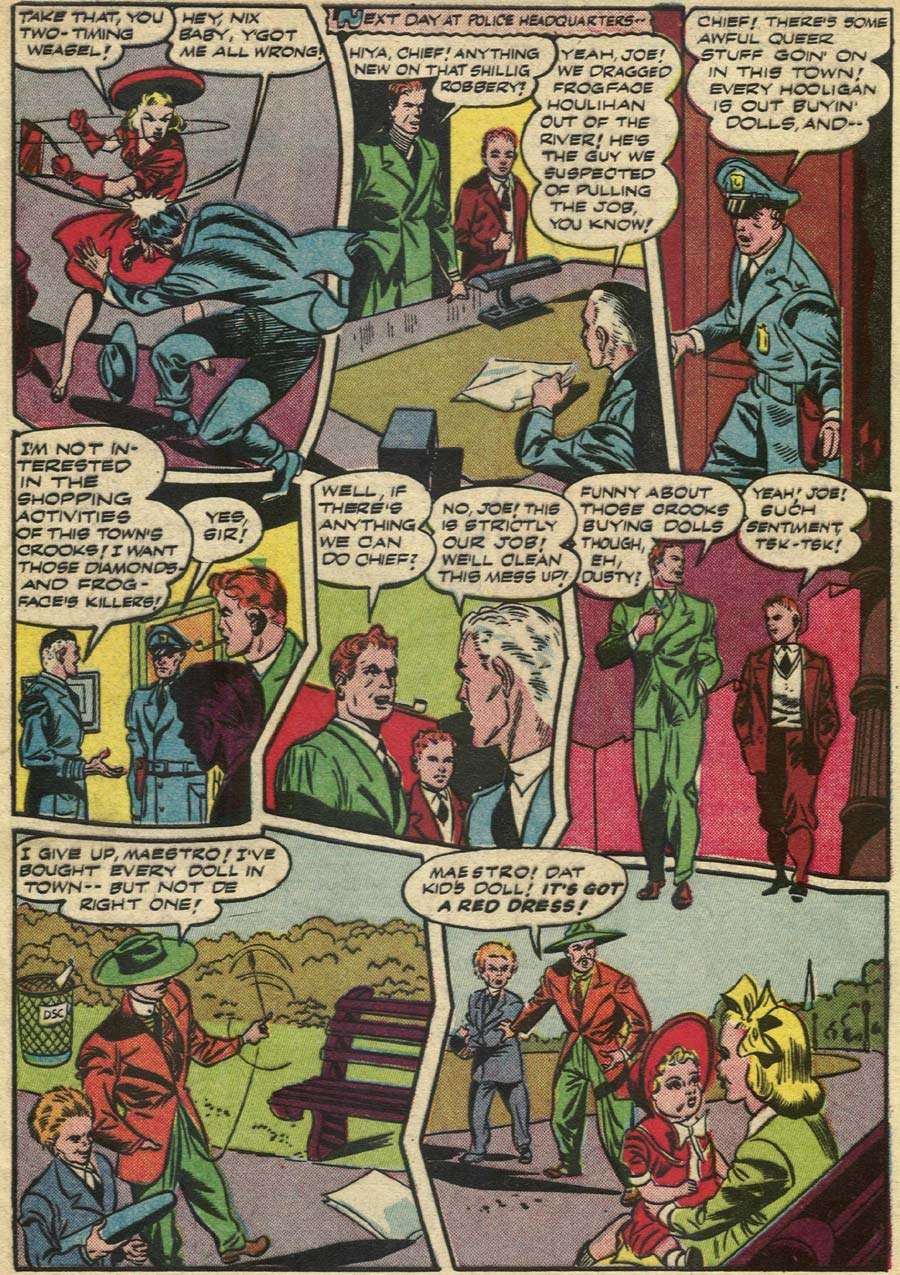 TAKE THAT, YOU
TWO-TIMING
WEASEL!
HEY, NIX
BABY, Y'GOT
ME ALL WRONG!
NEXT DAY AT POLICE HEADQUARTERS--
HIYA, CHIEF! ANYTHING
NEW ON THAT SHILLIG
ROBBERY?
YEAH, JOE!
WE DRAGGED
FROGFACE
HOULIHAN
OUT OF THE
RIVER! HE'S
THE GUY WE
SUSPECTED
OF PULLING
THE JOB,
YOU KNOW!
CHIEF! THERE'S SOME
AWFUL QUEER
STUFF GOIN' ON
IN THIS TOWN!
EVERY HOOLIGAN
IS OUT BUYIN'
DOLLS, AND--
I'M NOT IN-
TERESTED
IN THE
SHOPPING
ACTIVITIES
OF THIS TOWN'S
CROOKS! I WANT
THOSE DIAMONDS-
AND FROG-
FACE'S KILLERS!
YES,
SIR!
WELL, IF
THERE'S
ANYTHING
WE CAN
DO CHIEF?
NO, JOE! THIS
IS STRICTLY
OUR JOB!
WE'LL CLEAN
THIS MESS UP!
FUNNY ABOUT
THOSE CROOKS
BUYING DOLLS
THOUGH,
EH,
DUSTY?
YEAH! JOE!
SUCH
SENTIMENT,
TSK-TSK!
I GIVE UP, MAESTRO! I'VE
BOUGHT EVERY DOLL IN
TOWN-- BUT NOT DE
RIGHT ONE!
DSC
MAESTRO! DAT
KID'S DOLL! IT'S GOT
A RED DRESS!